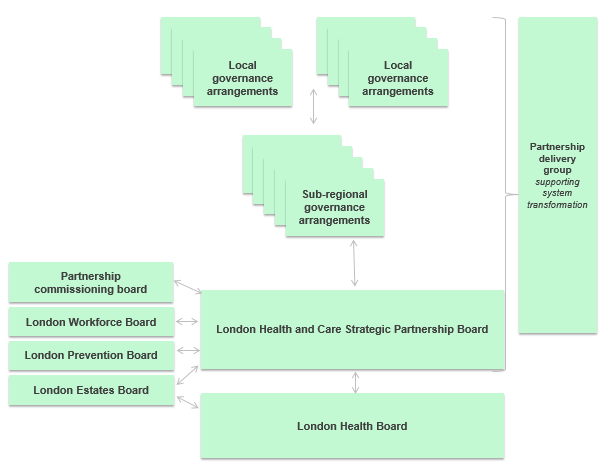 Local
governance
arrangements
Local
governance
arrangements
Partnership
delivery
group
supporting
system
transformation
Sub-regional
governance
arrangements
Partnership
commissioning board
London Workforce Board
London Prevention Board
London Estates Board
London Health and Care Strategic Partnership Board
London Health Board